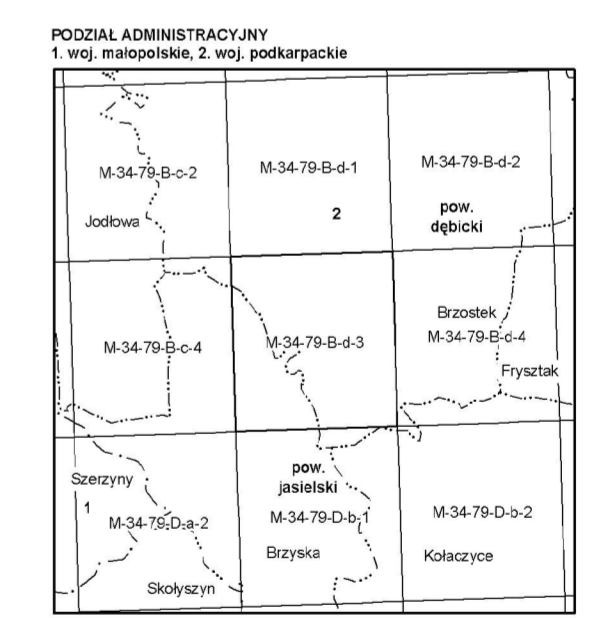 PODZIAŁ ADMINISTRACYJNY
1. woj. małopolskie, 2. woj. podkarpackie
M-34-79-B-c-2
M-34-79-B-d-1
M-34-79-B-d-2
Jodłowa
2
pow.
dębicki
Brzostek
M-34-79-B-c-4
M-34-79-B-d-3
M-34-79-B-d-4
Frysztak
pow.
jasielski
Szerzyny
1
M-34-79-D-a-2
M-34-79-D-b-1
M-34-79-D-b-2
Brzyska
Kołaczyce
Skołyszyn